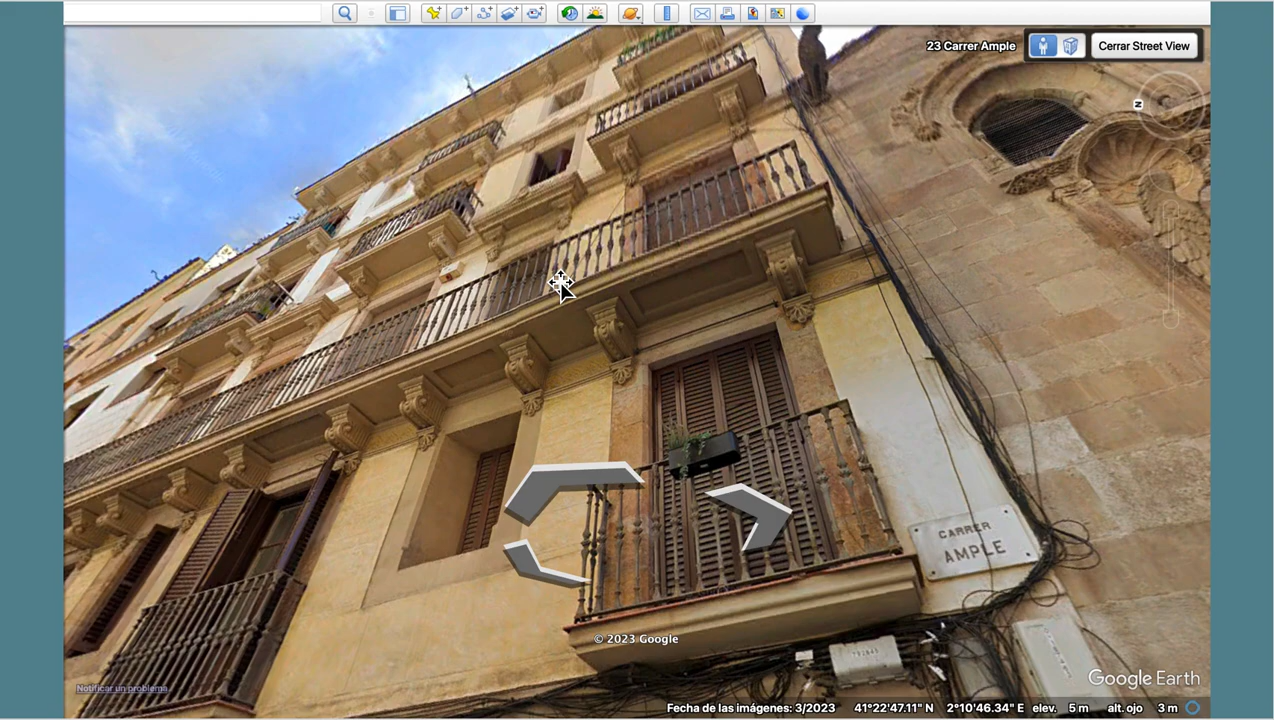 23 Carrer Ample
Cerrar Street View
N
CARRER
AMPLE
© 2023 Google
Notificar un problema
Google Earth
Fecha de las imágenes: 3/2023 41°22'47.11" N 2°10'46.34" E elev. 5 m alt. ojo 3 m